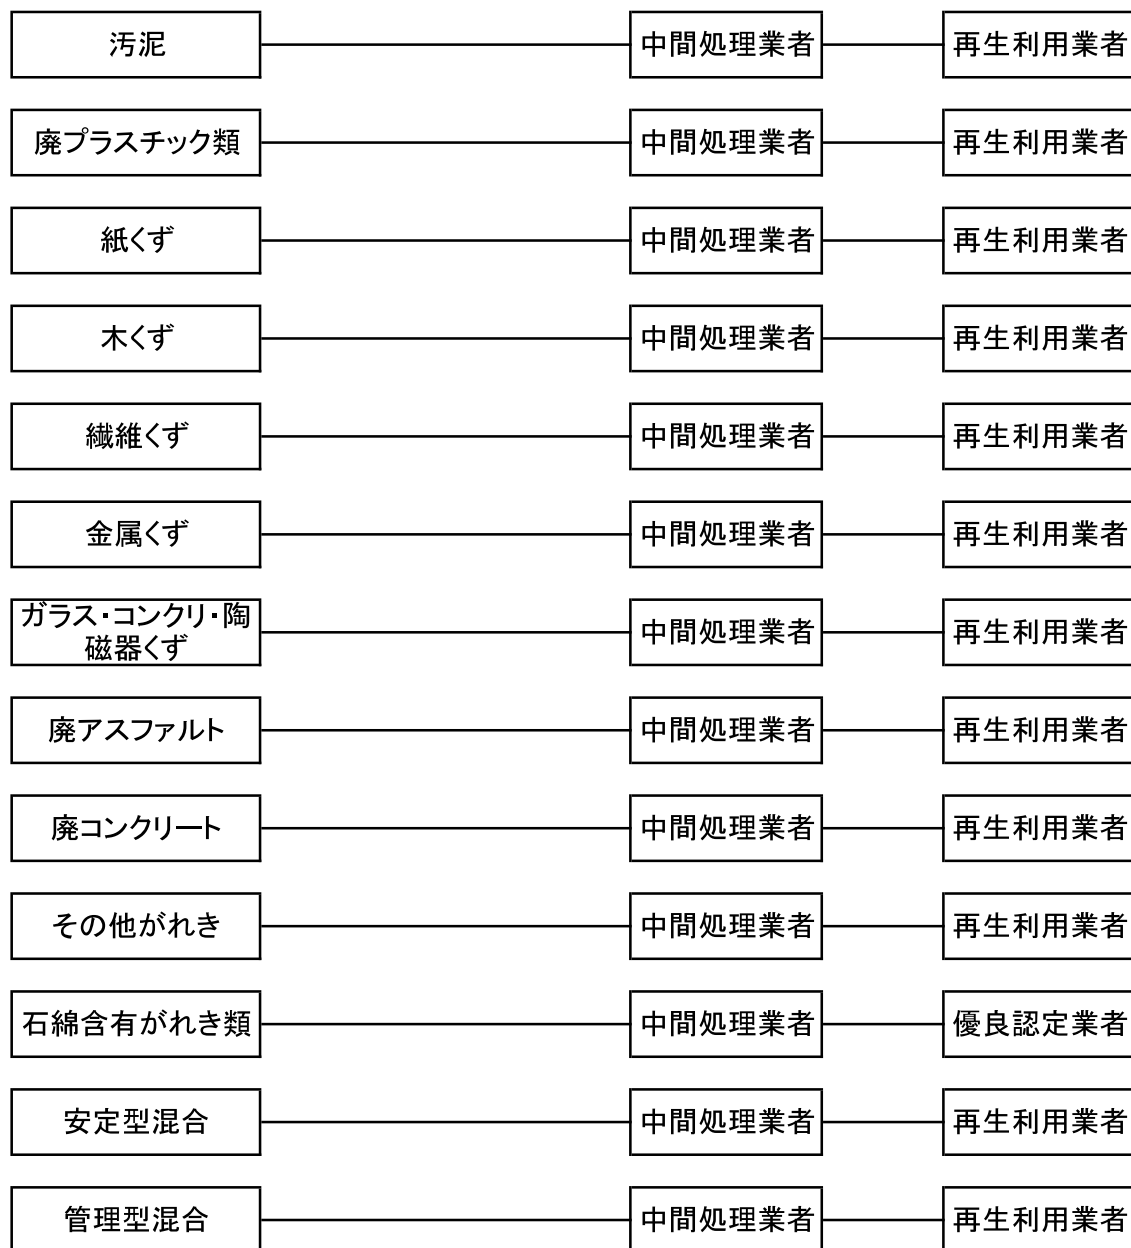 汚泥 中間処理業者 再生利用業者
廃プラスチック類 中間処理業者 再生利用業者
紙くず 中間処理業者 再生利用業者
木くず 中間処理業者 再生利用業者
繊維くず 中間処理業者 再生利用業者
金属くず 中間処理業者 再生利用業者
ガラス・コンクリ・陶
磁器くず 中間処理業者 再生利用業者
廃アスファルト 中間処理業者 再生利用業者
廃コンクリート 中間処理業者 再生利用業者
その他がれき 中間処理業者 再生利用業者
石綿含有がれき類 中間処理業者 優良認定業者
安定型混合 中間処理業者 再生利用業者
管理型混合 中間処理業者 再生利用業者